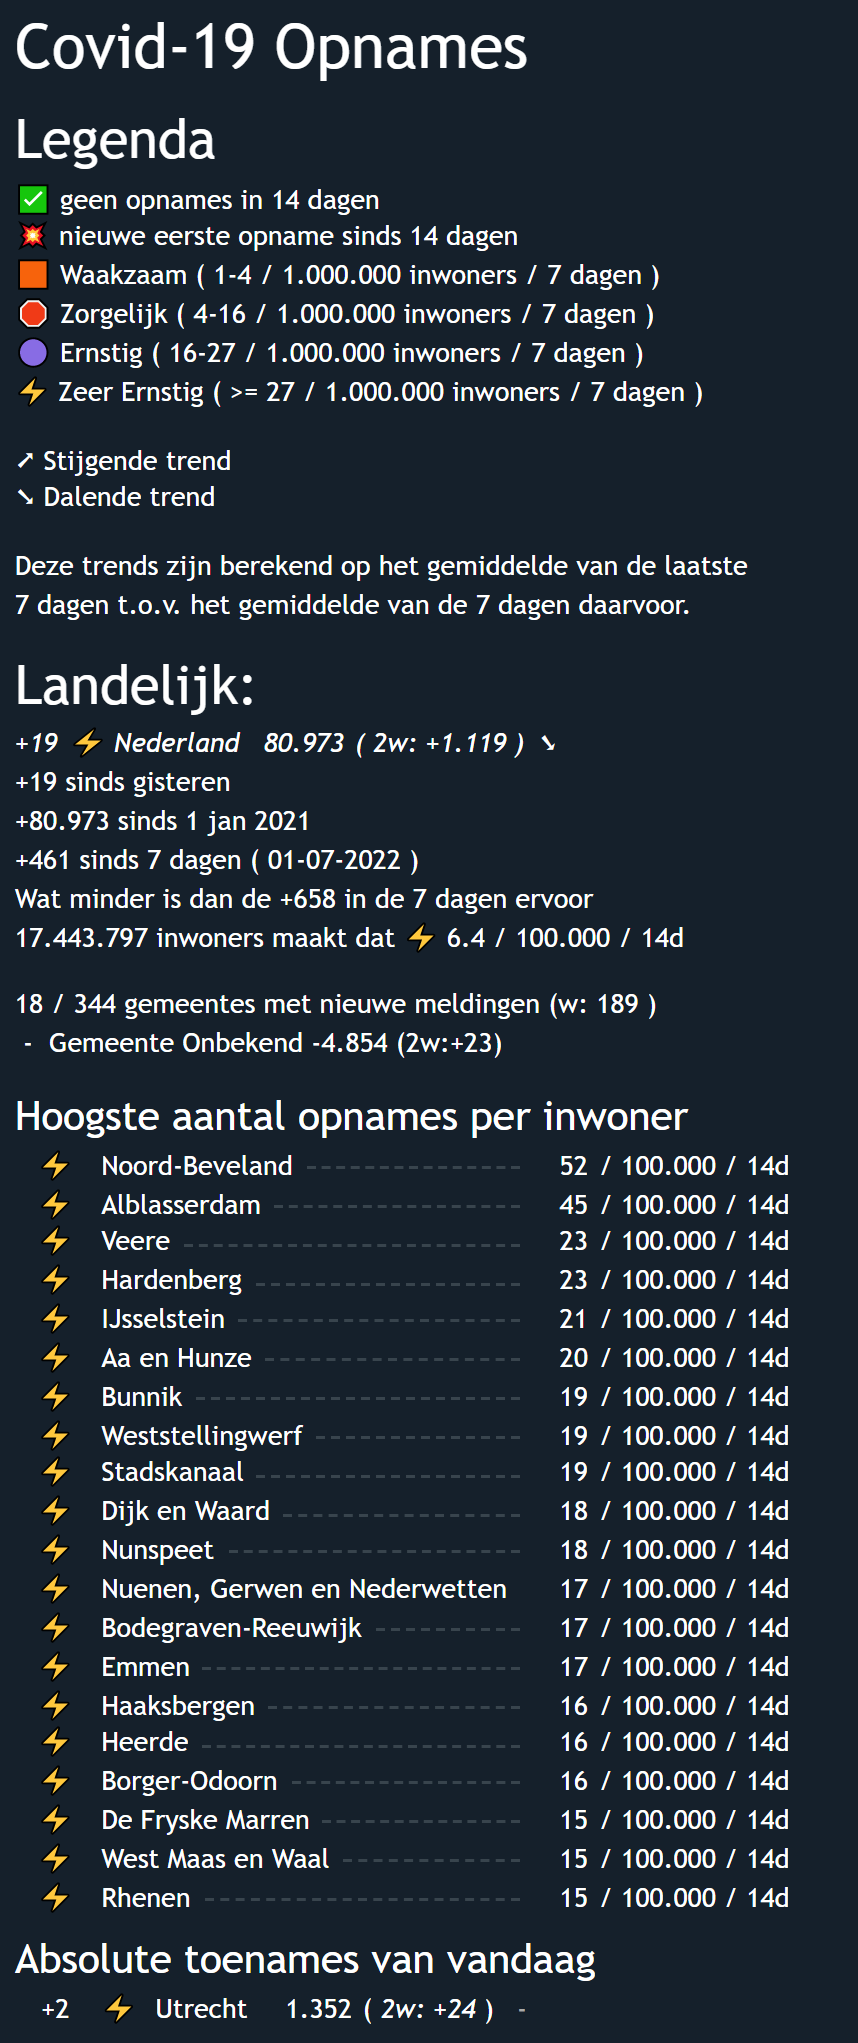 Covid-19 Opnames
Legenda
✅ geen opnames in 14 dagen
💥 nieuwe eerste opname sinds 14 dagen
🟧 Waakzaam ( 1-4 / 1.000.000 inwoners / 7 dagen )
🛑 Zorgelijk ( 4-16 / 1.000.000 inwoners / 7 dagen )
🟣 Ernstig ( 16-27 / 1.000.000 inwoners / 7 dagen )
⚡ Zeer Ernstig ( >= 27 / 1.000.000 inwoners / 7 dagen )
➚ Stijgende trend
➘ Dalende trend
Deze trends zijn berekend op het gemiddelde van de laatste
7 dagen t.o.v. het gemiddelde van de 7 dagen daarvoor.
Landelijk:
+19 ⚡ Nederland 80.973 ( 2w: +1.119 ) ➘
+19 sinds gisteren
+80.973 sinds 1 jan 2021
+461 sinds 7 dagen ( 01-07-2022 )
Wat minder is dan de +658 in de 7 dagen ervoor
17.443.797 inwoners maakt dat ⚡ 6.4 / 100.000 / 14d
18 / 344 gemeentes met nieuwe meldingen (w: 189 )
- Gemeente Onbekend -4.854 (2w:+23)
Hoogste aantal opnames per inwoner
⚡ Noord-Beveland 52 / 100.000 / 14d
⚡ Alblasserdam 45 / 100.000 / 14d
⚡ Veere 23 / 100.000 / 14d
⚡ Hardenberg 23 / 100.000 / 14d
⚡ IJsselstein 21 / 100.000 / 14d
⚡ Aa en Hunze 20 / 100.000 / 14d
⚡ Bunnik 19 / 100.000 / 14d
⚡ Weststellingwerf 19 / 100.000 / 14d
⚡ Stadskanaal 19 / 100.000 / 14d
⚡ Dijk en Waard 18 / 100.000 / 14d
⚡ Nunspeet 18 / 100.000 / 14d
⚡ Nuenen, Gerwen en Nederwetten 17 / 100.000 / 14d
⚡ Bodegraven-Reeuwijk 17 / 100.000 / 14d
⚡ Emmen 17 / 100.000 / 14d
⚡ Haaksbergen 16 / 100.000 / 14d
⚡ Heerde 16 / 100.000 / 14d
⚡ Borger-Odoorn 16 / 100.000 / 14d
⚡ De Fryske Marren 15 / 100.000 / 14d
⚡ West Maas en Waal 15 / 100.000 / 14d
⚡ Rhenen 15 / 100.000 / 14d
Absolute toenames van vandaag
+2 ⚡ Utrecht 1.352 ( 2w: +24 ) -